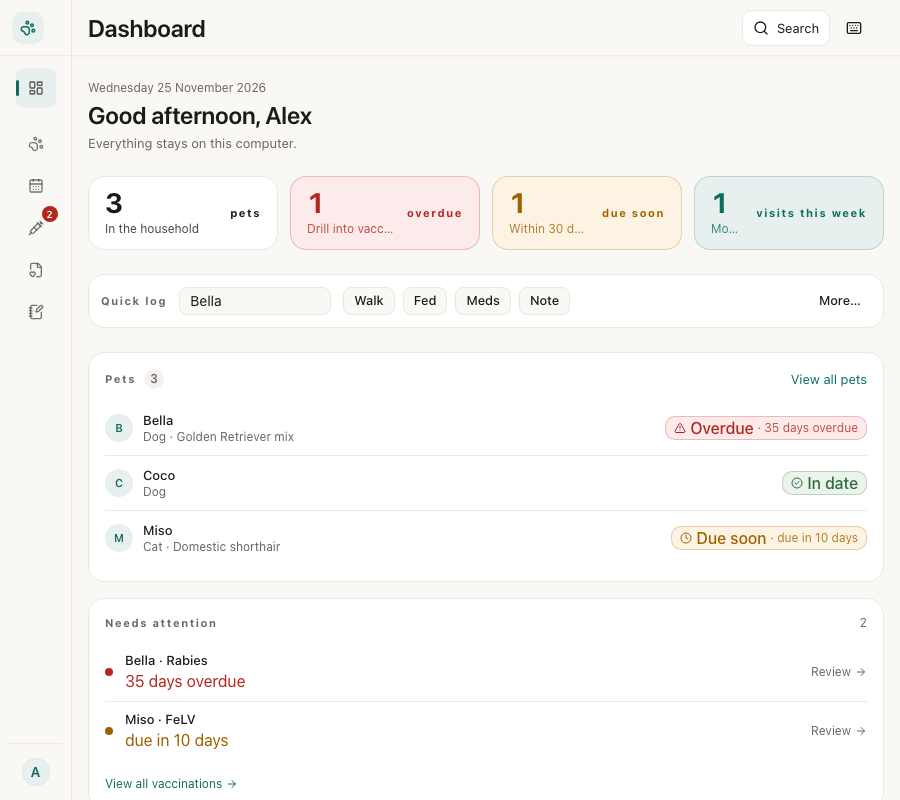 Dashboard
Search
Wednesday 25 November 2026
Good afternoon, Alex
Everything stays on this computer.
3
pets
In the household
1
overdue
Drill into vacc...
1
due soon
Within 30 d...
1
visits this week
Mo...
2
Quick log
Bella
Walk
Fed
Meds
Note
More...
Pets 3
View all pets
B
Bella
Dog · Golden Retriever mix
Overdue · 35 days overdue
C
Coco
Dog
In date
M
Miso
Cat · Domestic shorthair
Due soon · due in 10 days
Needs attention
2
Bella · Rabies
35 days overdue
Review →
Miso · FeLV
due in 10 days
Review →
View all vaccinations →
A